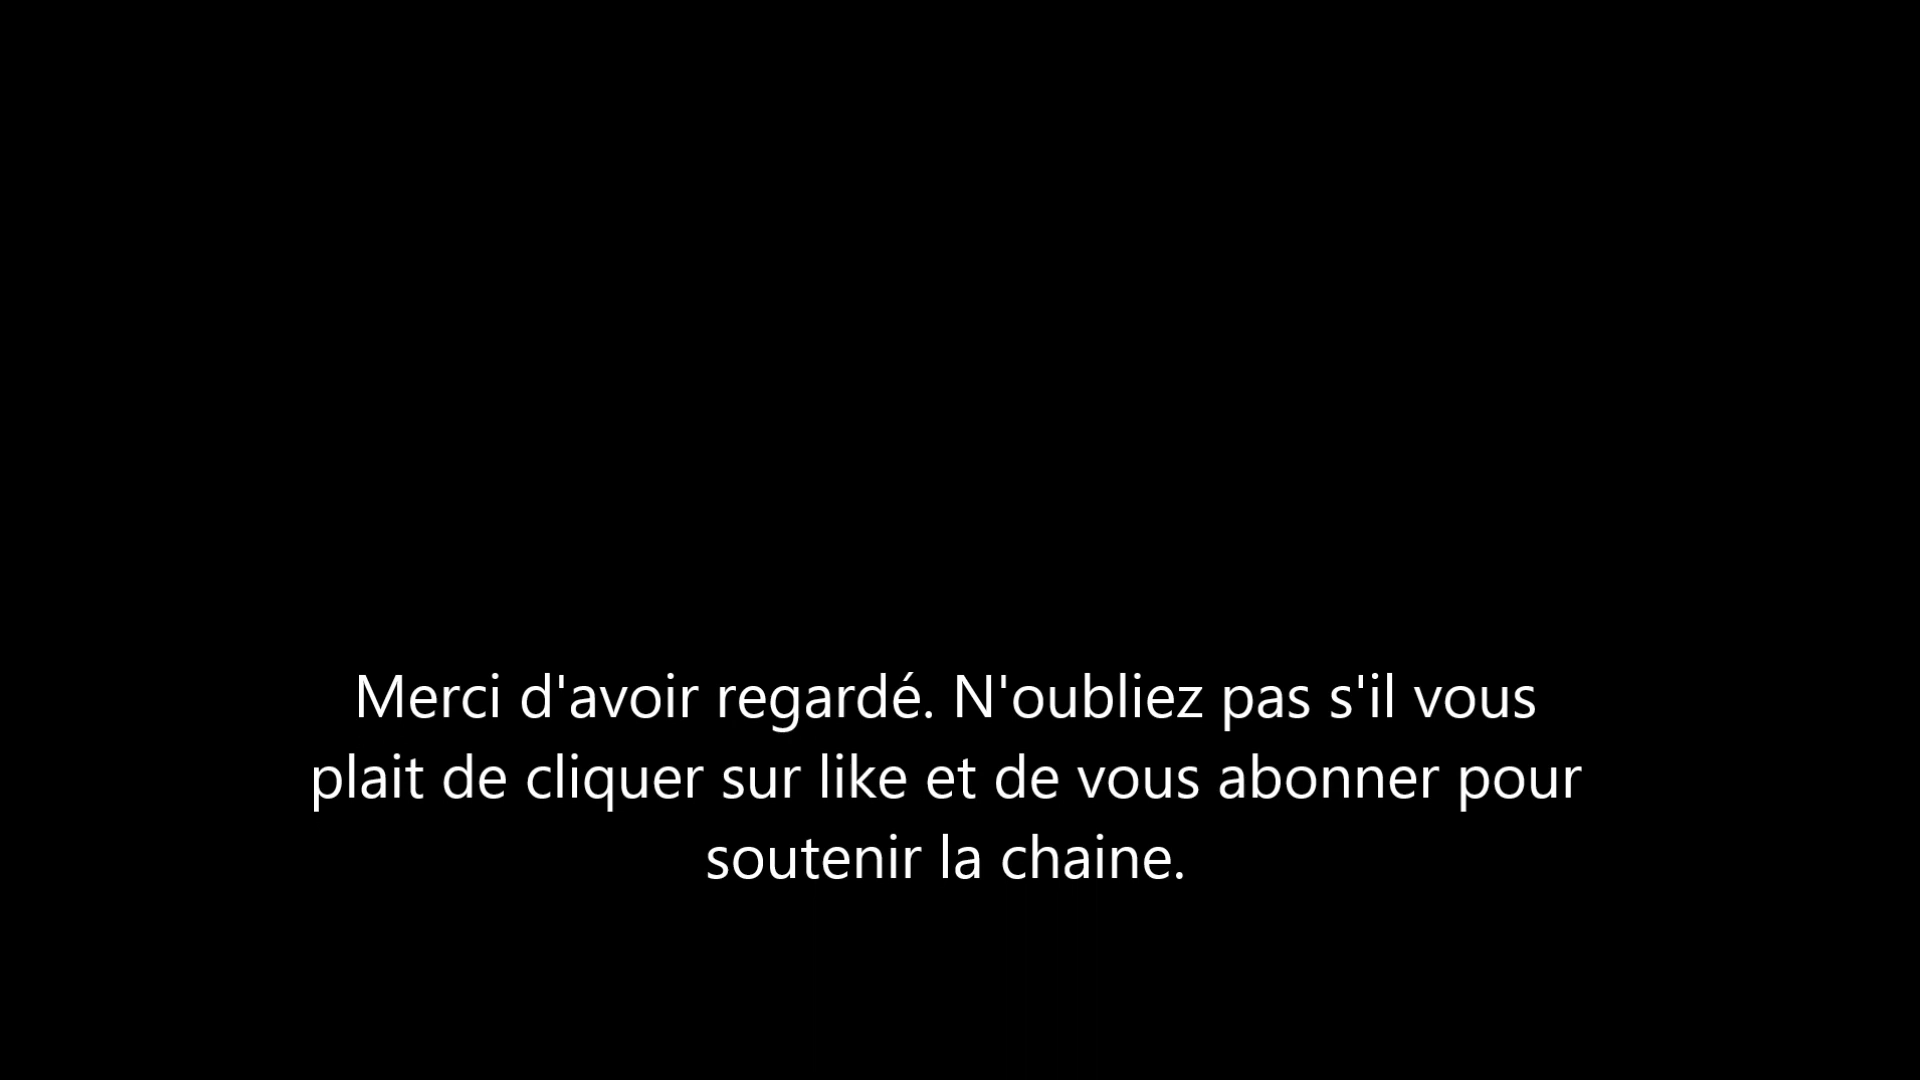 Merci d'avoir regardé. N'oubliez pas s'il vous
plait de cliquer sur like et de vous abonner pour
soutenir la chaine.